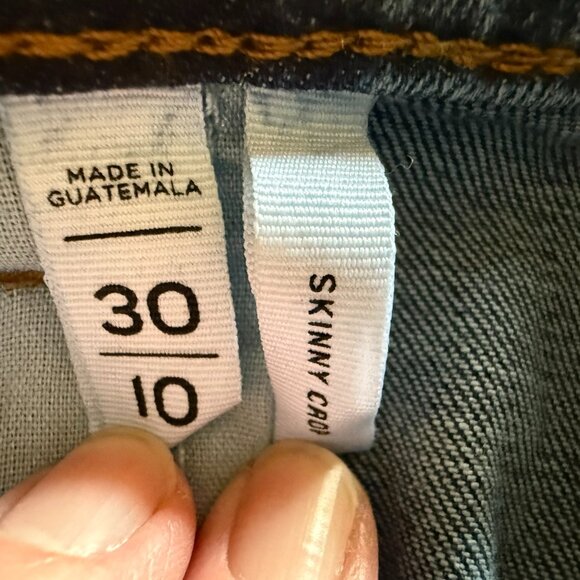 MADE IN
GUATEMALA
30
10
SKINNY CROP